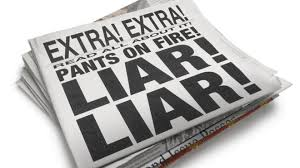 EXTRA! EXTRA!
READ ALL ABOUT IT!
PANTS ON FIRE!
LIAR!
LIAR!